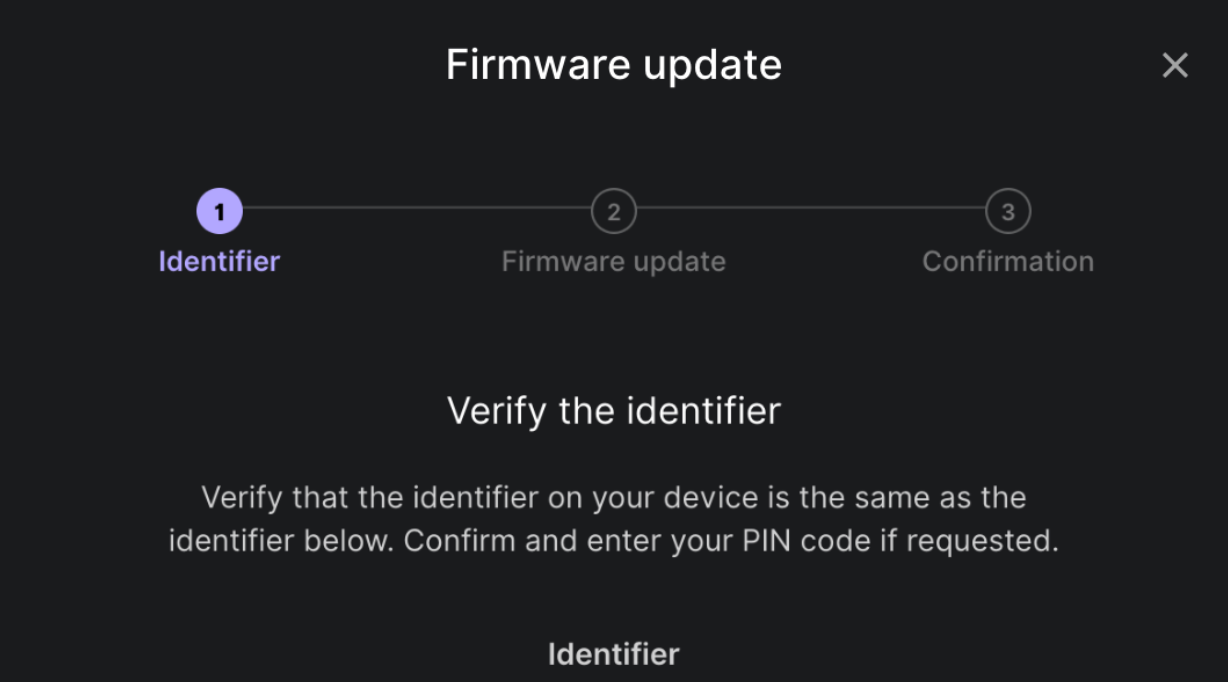 Firmware update
1
2
3
Identifier
Firmware update
Confirmation
Verify the identifier
Verify that the identifier on your device is the same as the
identifier below. Confirm and enter your PIN code if requested.
Identifier